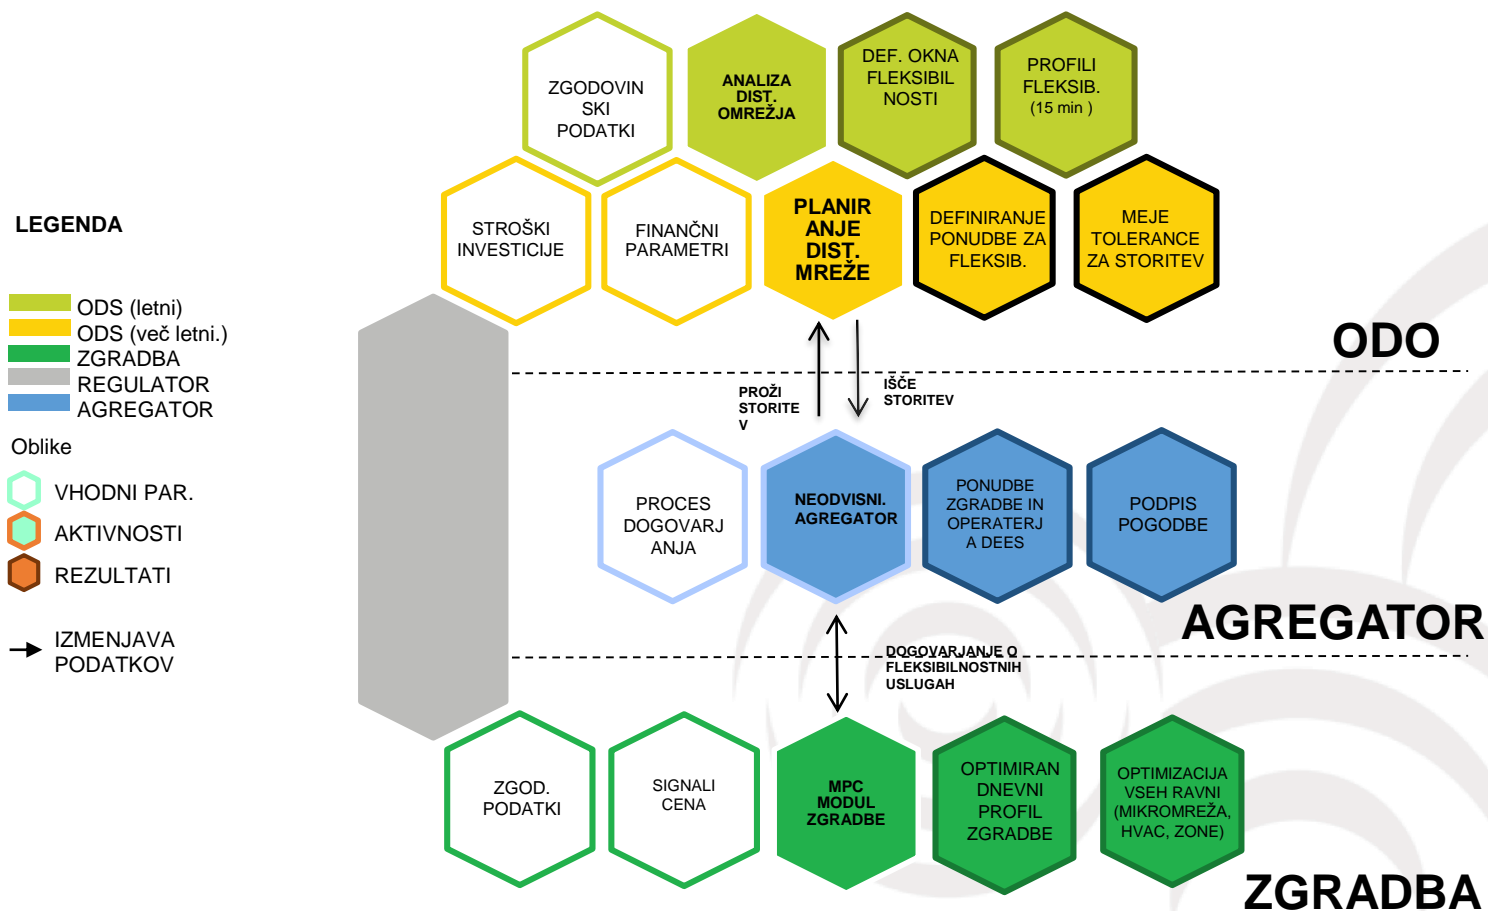 ZGODOVIN
SKI
PODATKI
ANALIZA
DIST.
OMREŽJA
DEF. OKNA
FLEKSIBIL
NOSTI
PROFILI
FLEKSIB.
(15 min )
STROŠKI
INVESTICIJE
FINANČNI
PARAMETRI
PLANIR
ANJE
DIST.
MREŽE
DEFINIRANJE
PONUDBE ZA
FLEKSIB.
MEJE
TOLERANCE
ZA STORITEV
LEGENDA
ODS (letni)
ODS (več letni.)
ZGRADBA
REGULATOR
AGREGATOR
Oblike
VHODNI PAR.
AKTIVNOSTI
REZULTATI
IZMENJAVA
PODATKOV
ODO
PROŽI
STORITE
V
IŠČE
STORITEV
PROCES
DOGOVARJ
ANJA
NEODVISNI.
AGREGATOR
PONUDBE
ZGRADBE IN
OPERATERJ
A DEES
PODPIS
POGODBE
AGREGATOR
DOGOVARJANJE O
FLEKSIBILNOSTNIH
USLUGAH
ZGOD.
PODATKI
SIGNALI
CENA
MPC
MODUL
ZGRADBE
OPTIMIRAN
DNEVNI
PROFIL
ZGRADBE
OPTIMIZACIJA
VSEH RAVNI
(MIKROMREŽA,
HVAC, ZONE)
ZGRADBA